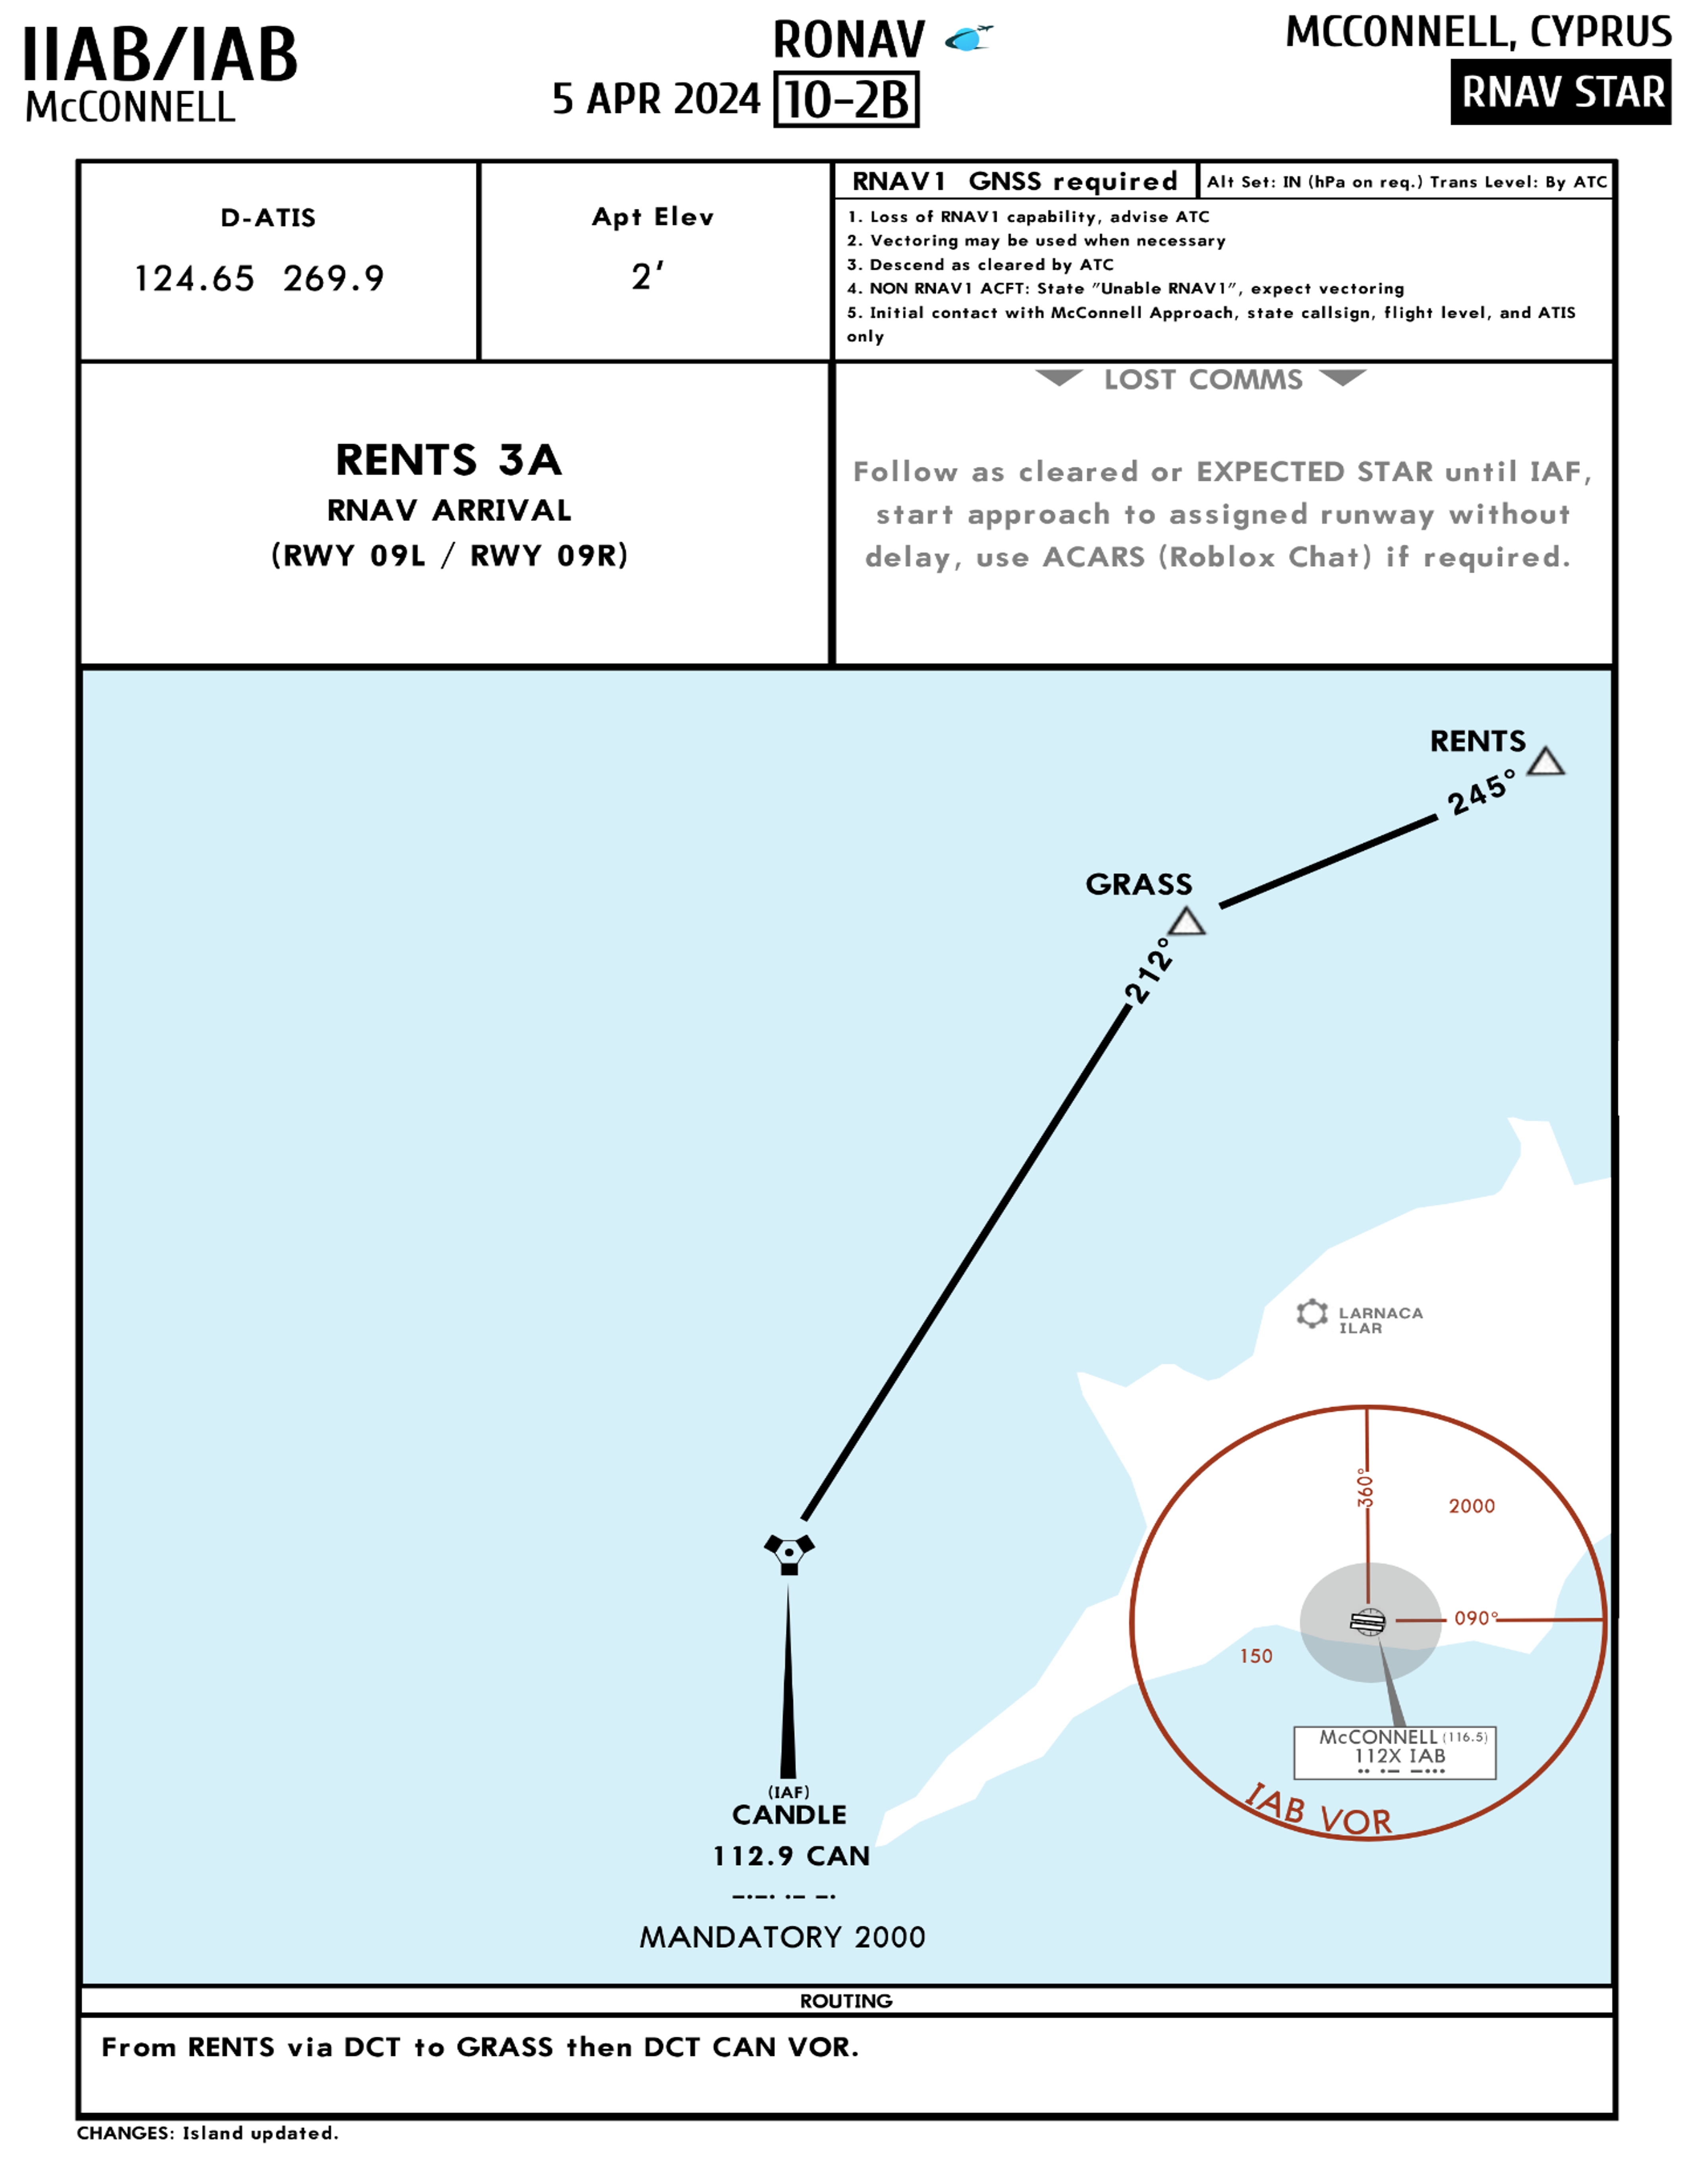 IIAB/IAB
McCONNELL
RONAV
5 APR 2024 10-2B
MCCONNELL, CYPRUS
RNAV STAR
D-ATIS
124.65 269.9
Apt Elev
2'
RNAV1 GNSS required
Alt Set: IN (hPa on req.) Trans Level: By ATC
1. Loss of RNAV1 capability, advise ATC
2. Vectoring may be used when necessary
3. Descend as cleared by ATC
4. NON RNAV1 ACFT: State "Unable RNAV1", expect vectoring
5. Initial contact with McConnell Approach, state callsign, flight level, and ATIS
only
RENTS 3A
RNAV ARRIVAL
(RWY 09L / RWY 09R)
LOST COMMS
Follow as cleared or EXPECTED STAR until IAF,
start approach to assigned runway without
delay, use ACARS (Roblox Chat) if required.
RENTS
245°
GRASS
212°
LARNACA
ILAR
360°
2000
090°
150
McCONNELL (116.5)
112X IAB
IAB VOR
(IAF)
CANDLE
112.9 CAN
MANDATORY 2000
ROUTING
From RENTS via DCT to GRASS then DCT CAN VOR.
CHANGES: Island updated.